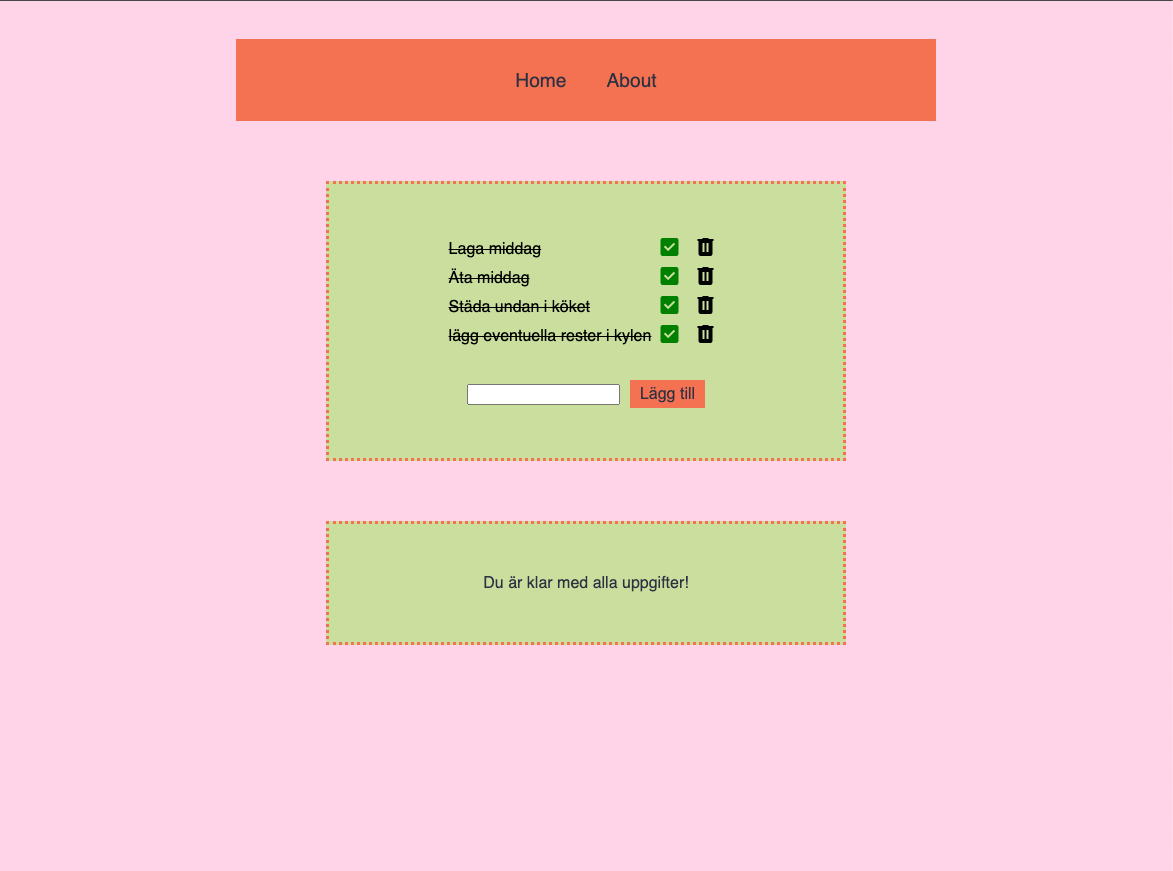 Home About
Laga middag
Äta middag
Städa undan i köket
lägg eventuella rester i kylen
Lägg till
Du är klar med alla uppgifter!